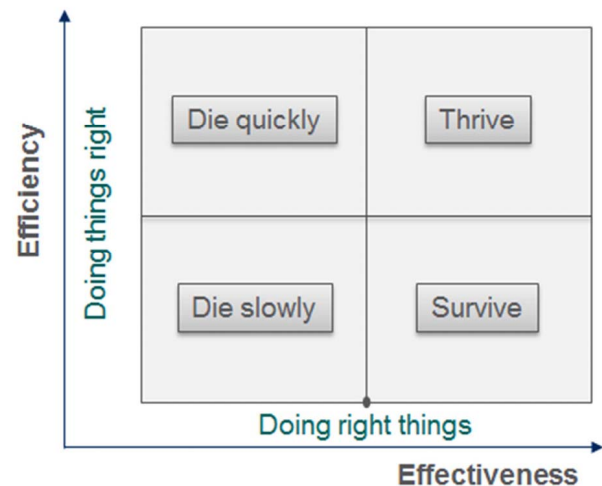 Efficiency
Doing things right
Die quickly
Thrive
Die slowly
Survive
Doing right things
Effectiveness